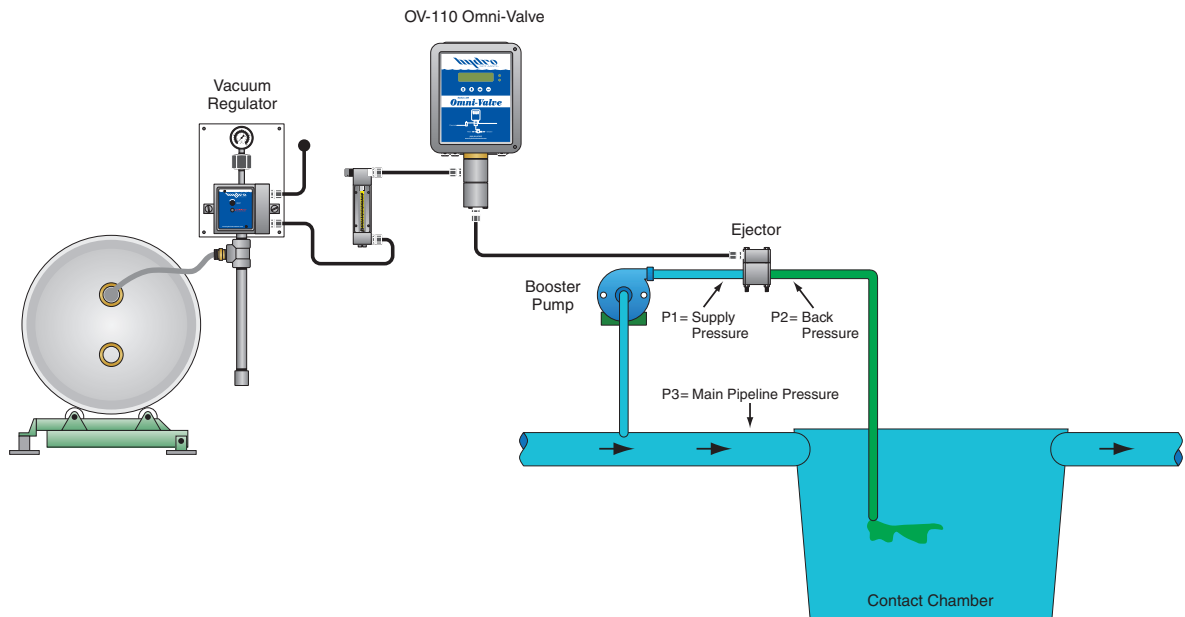 OV-110 Omni-Valve
hydro
Omni-Valve
Vacuum
Regulator
Ejector
Booster
Pump
P1= Supply
Pressure
P2= Back
Pressure
P3= Main Pipeline Pressure
Contact Chamber